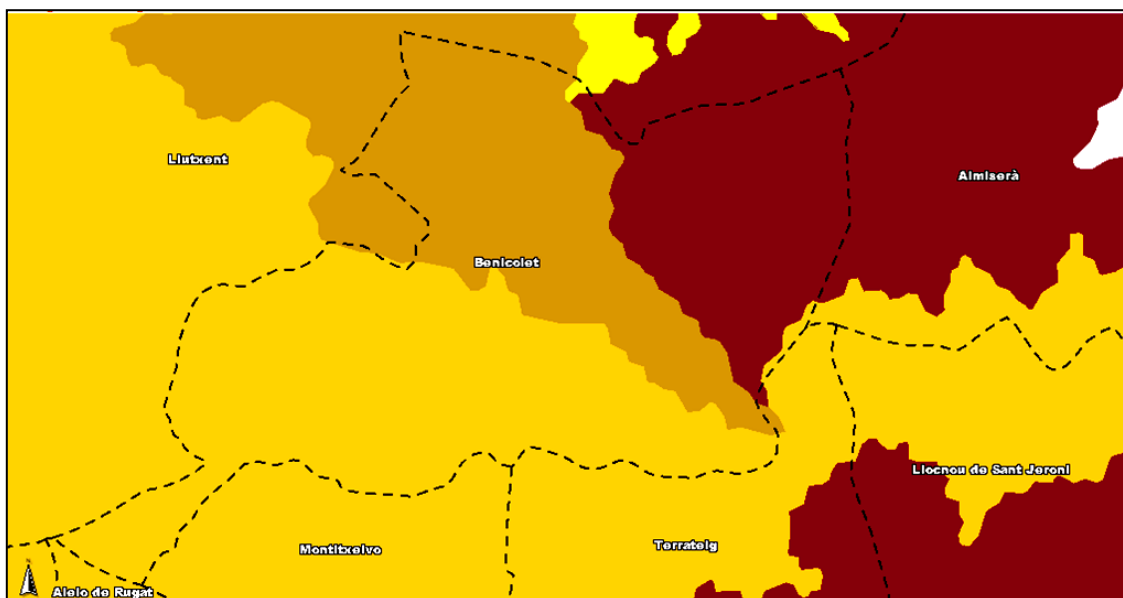 Llutxent
Almiserà
Benicolet
Llocnou de Sant Jeroni
Montitxelvo
Terrateig
Aielo de Rugat